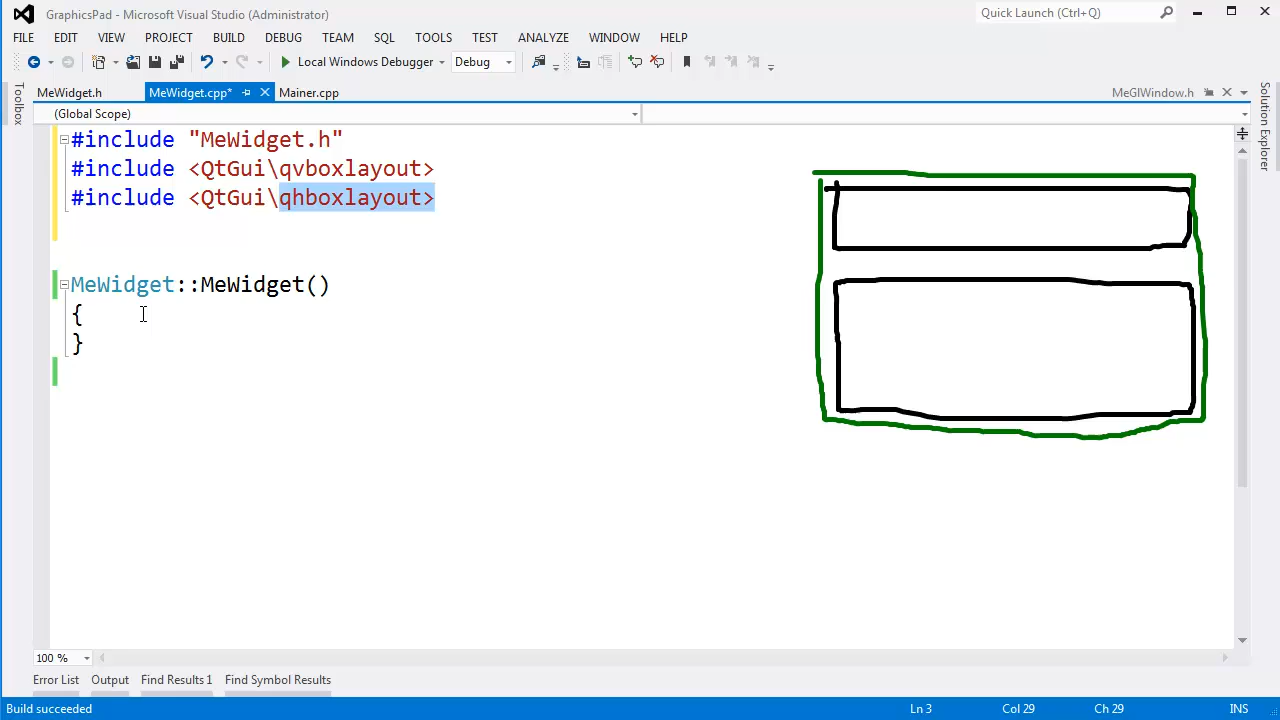 GraphicsPad - Microsoft Visual Studio (Administrator)
Quick Launch (Ctrl+Q)
FILE EDIT VIEW PROJECT BUILD DEBUG TEAM SQL TOOLS TEST ANALYZE WINDOW HELP
Local Windows Debugger Debug
MeWidget.h MeWidget.cpp* Mainer.cpp MeGlWindow.h
Toolbox
Solution Explorer
(Global Scope)
#include "MeWidget.h"
#include <QtGui\qvboxlayout>
#include <QtGui\qhboxlayout>
MeWidget::MeWidget()
{
}
100 %
Error List Output Find Results 1 Find Symbol Results
Build succeeded Ln 3 Col 29 Ch 29 INS